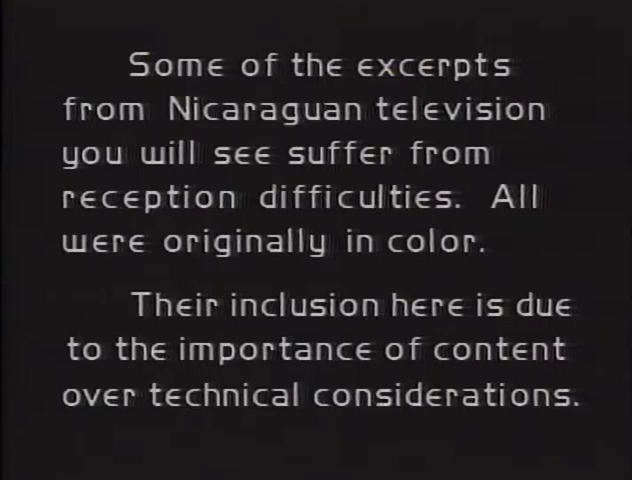 Some of the excerpts
from Nicaraguan television
you will see suffer from
reception difficulties. All
were originally in color.
Their inclusion here is due
to the importance of content
over technical considerations.